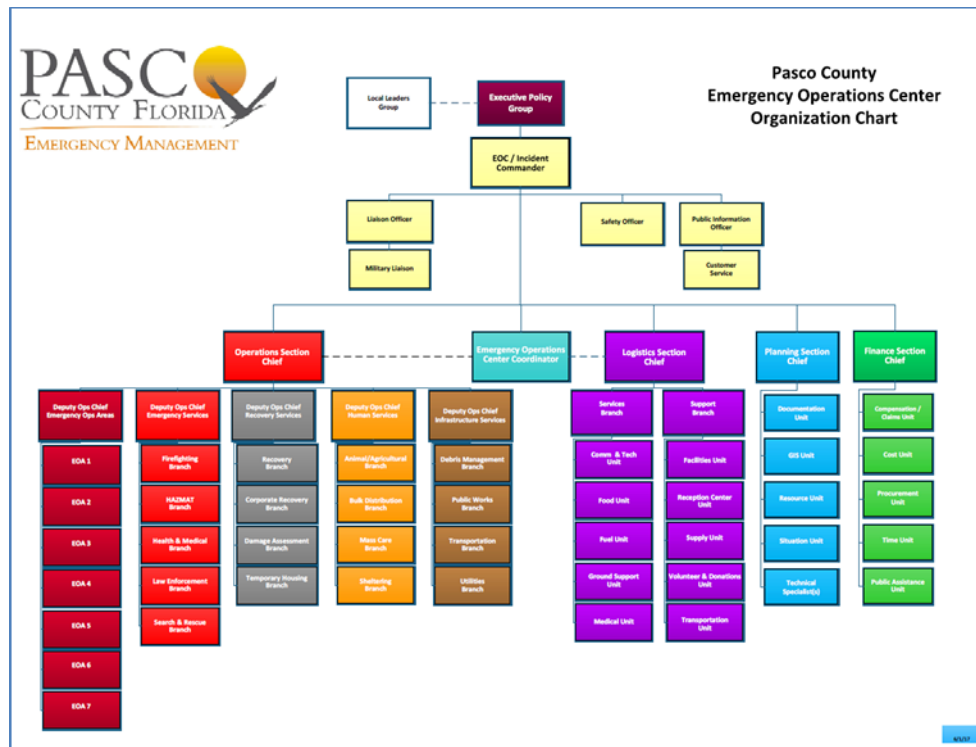 PASCO
COUNTY FLORIDA
EMERGENCY MANAGEMENT
Pasco County
Emergency Operations Center
Organization Chart
Local Leaders
Group
Executive Policy
Group
EOC / Incident
Commander
Liaison Officer
Safety Officer
Public Information
Officer
Military Liaison
Customer
Service
Operations Section
Chief
Emergency Operations
Center Coordinator
Logistics Section
Chief
Planning Section
Chief
Finance Section
Chief
Deputy Ops Chief
Emergency Ops Areas
EOA 1
EOA 2
EOA 3
EOA 4
EOA 5
EOA 6
EOA 7
Deputy Ops Chief
Emergency Services
Firefighting
Branch
HAZMAT
Branch
Health & Medical
Branch
Law Enforcement
Branch
Search & Rescue
Branch
Deputy Ops Chief
Recovery Services
Recovery
Branch
Corporate Recovery
Branch
Damage Assessment
Branch
Temporary Housing
Branch
Deputy Ops Chief
Human Services
Animal/Agricultural
Branch
Bulk Distribution
Branch
Mass Care
Branch
Sheltering
Branch
Deputy Ops Chief
Infrastructure Services
Debris Management
Branch
Public Works
Branch
Transportation
Branch
Utilities
Branch
Services
Branch
Comm & Tech
Unit
Food Unit
Fuel Unit
Ground Support
Unit
Medical Unit
Support
Branch
Facilities Unit
Reception Center
Unit
Supply Unit
Volunteer & Donations
Unit
Transportation
Unit
Documentation
Unit
GIS Unit
Resource Unit
Situation Unit
Technical
Specialist(s)
Compensation /
Claims Unit
Cost Unit
Procurement
Unit
Time Unit
Public Assistance
Unit